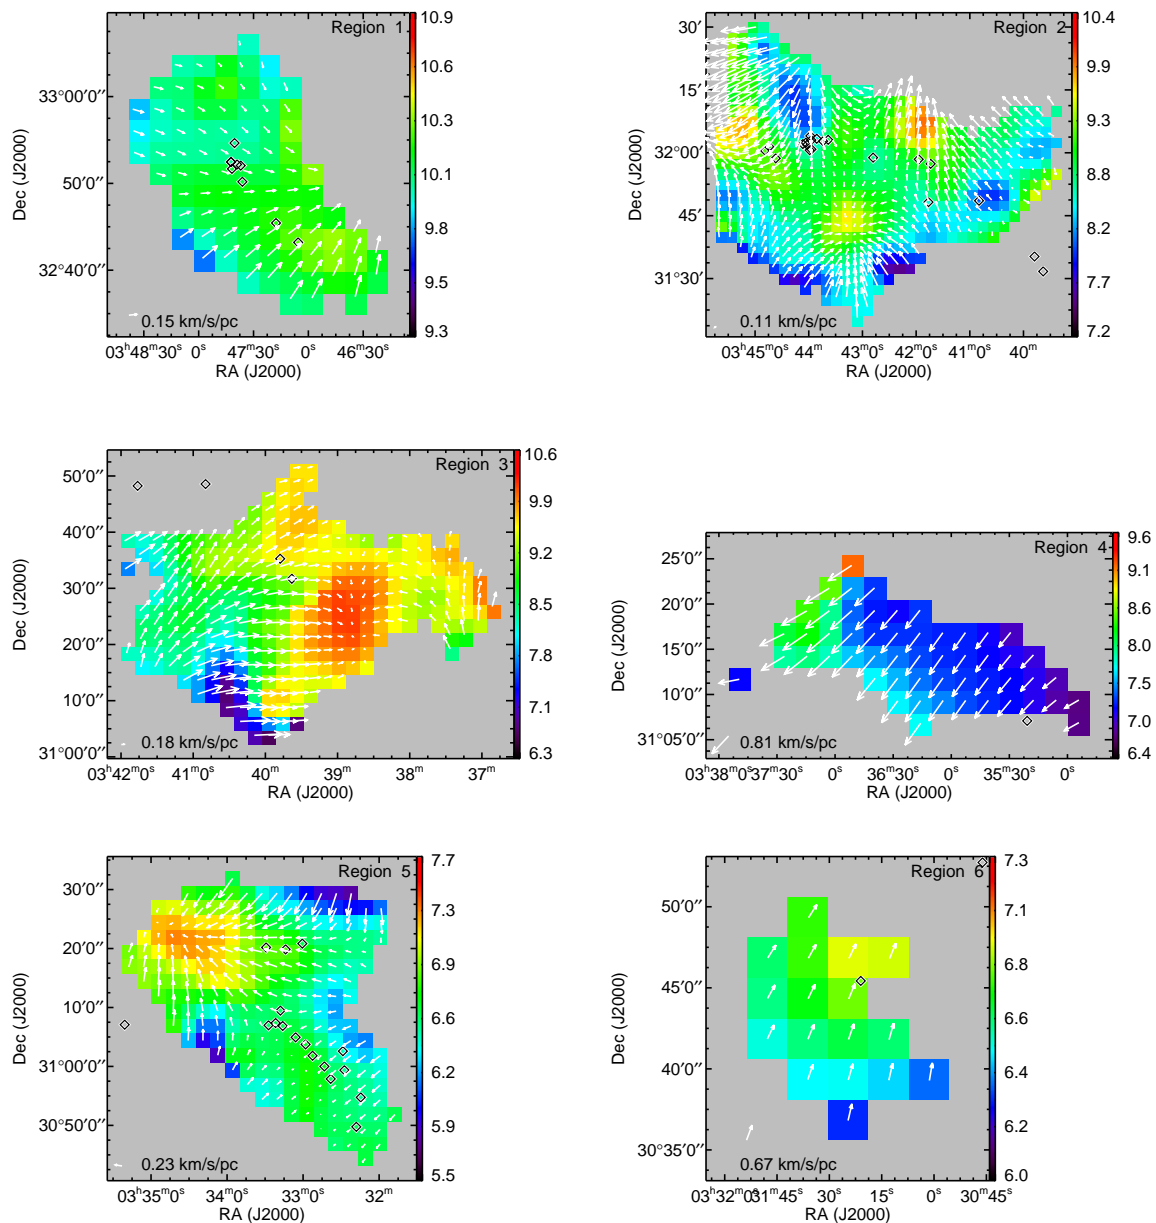 Region 1
10.9
10.6
10.3
10.1
9.8
9.5
9.3
33°00′0′′
50′0′′
32°40′0′′
Dec (J2000)
0.15 km/s/pc
03ʰ48ᵐ30ˢ 0ˢ 47ᵐ30ˢ 0ˢ 46ᵐ30ˢ
RA (J2000)
Region 2
10.4
9.9
9.3
8.8
8.2
7.7
7.2
30′
15′
32°00′
45′
31°30′
Dec (J2000)
0.11 km/s/pc
03ʰ45ᵐ0ˢ 44ᵐ 43ᵐ0ˢ 42ᵐ0ˢ 41ᵐ0ˢ 40ᵐ
RA (J2000)
Region 3
10.6
9.9
9.2
8.5
7.8
7.1
6.3
50′0′′
40′0′′
30′0′′
20′0′′
10′0′′
31°00′0′′
Dec (J2000)
0.18 km/s/pc
03ʰ42ᵐ0ˢ 41ᵐ0ˢ 40ᵐ 39ᵐ 38ᵐ 37ᵐ
RA (J2000)
Region 4
9.6
9.1
8.6
8.0
7.5
7.0
6.4
25′0′′
20′0′′
15′0′′
10′0′′
31°05′0′′
Dec (J2000)
0.81 km/s/pc
03ʰ38ᵐ0ˢ 37ᵐ30ˢ 0ˢ 36ᵐ30ˢ 0ˢ 35ᵐ30ˢ 0ˢ
RA (J2000)
Region 5
7.7
7.3
6.9
6.6
6.2
5.9
5.5
30′0′′
20′0′′
10′0′′
31°00′0′′
30°50′0′′
Dec (J2000)
0.23 km/s/pc
03ʰ35ᵐ0ˢ 34ᵐ0ˢ 33ᵐ0ˢ 32ᵐ
RA (J2000)
Region 6
7.3
7.1
6.8
6.6
6.4
6.2
6.0
50′0′′
45′0′′
40′0′′
30°35′0′′
Dec (J2000)
0.67 km/s/pc
03ʰ32ᵐ0ˢ 31ᵐ45ˢ 30ˢ 15ˢ 0ˢ 30ᵐ45ˢ
RA (J2000)